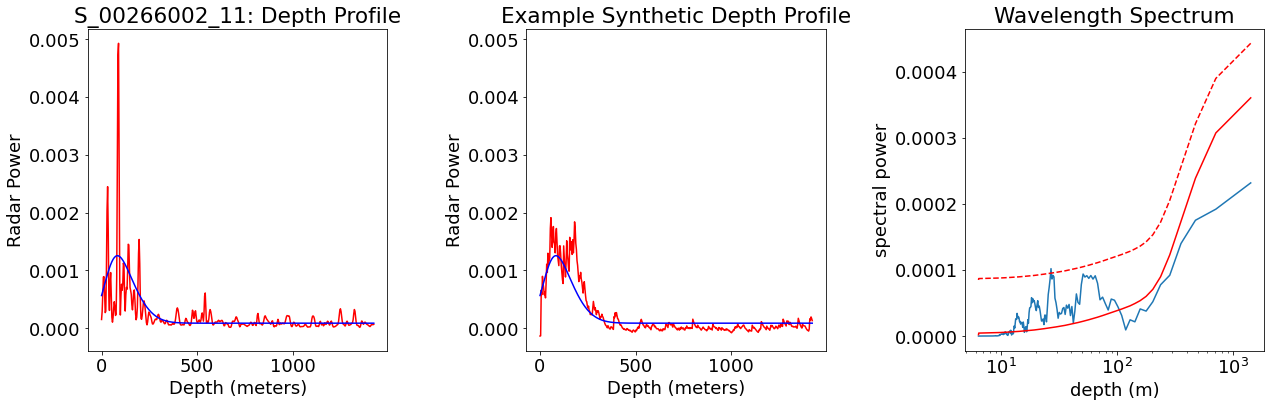 S_00266002_11: Depth Profile
Radar Power
0.005
0.004
0.003
0.002
0.001
0.000
0
500
1000
Depth (meters)
Example Synthetic Depth Profile
Radar Power
0.005
0.004
0.003
0.002
0.001
0.000
0
500
1000
Depth (meters)
Wavelength Spectrum
spectral power
0.0004
0.0003
0.0002
0.0001
0.0000
10¹
10²
10³
depth (m)